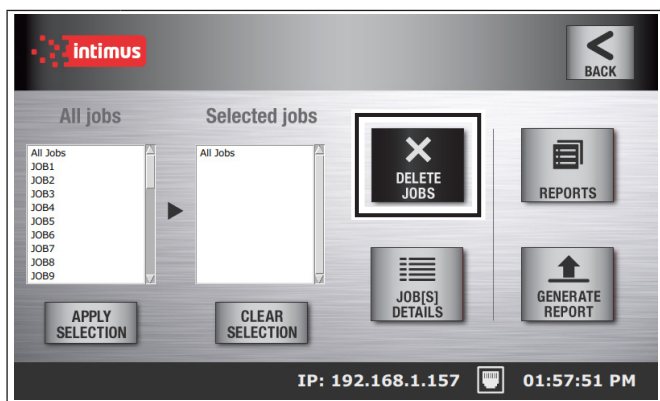 intimus
BACK
All jobs
Selected jobs
All Jobs
JOB1
JOB2
JOB3
JOB4
JOB5
JOB6
JOB7
JOB8
JOB9
All Jobs
DELETE
JOBS
REPORTS
APPLY
SELECTION
CLEAR
SELECTION
JOB[S]
DETAILS
GENERATE
REPORT
IP: 192.168.1.157
01:57:51 PM